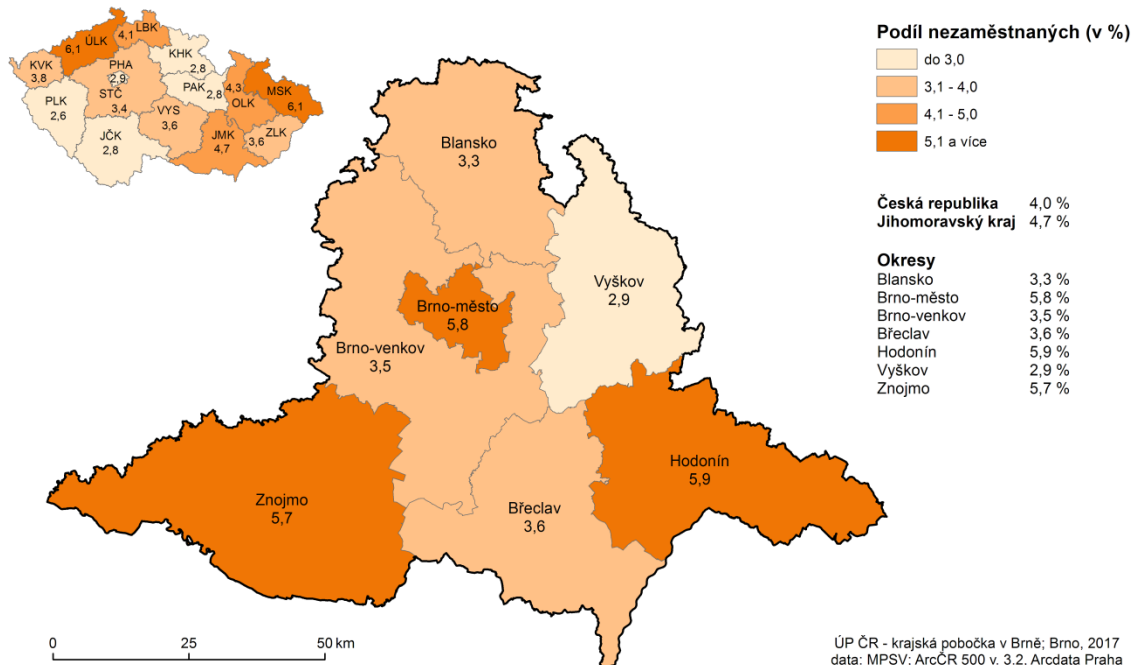 LBK
4,1
ÚLK
6,1
KHK
2,8
KVK
3,8
PHA
2,9
STČ
3,4
PAK
2,8
4,3
OLK
MSK
6,1
PLK
2,6
VYS
3,6
JMK
4,7
ZLK
3,6
JČK
2,8
Podíl nezaměstnaných (v %)
do 3,0
3,1 - 4,0
4,1 - 5,0
5,1 a více
Česká republika 4,0 %
Jihomoravský kraj 4,7 %
Okresy
Blansko 3,3 %
Brno-město 5,8 %
Brno-venkov 3,5 %
Břeclav 3,6 %
Hodonín 5,9 %
Vyškov 2,9 %
Znojmo 5,7 %
Blansko
3,3
Vyškov
2,9
Brno-město
5,8
Brno-venkov
3,5
Hodonín
5,9
Znojmo
5,7
Břeclav
3,6
0 25 50 km
ÚP ČR - krajská pobočka v Brně; Brno, 2017
data: MPSV; ArcČR 500 v. 3.2. Arcdata Praha